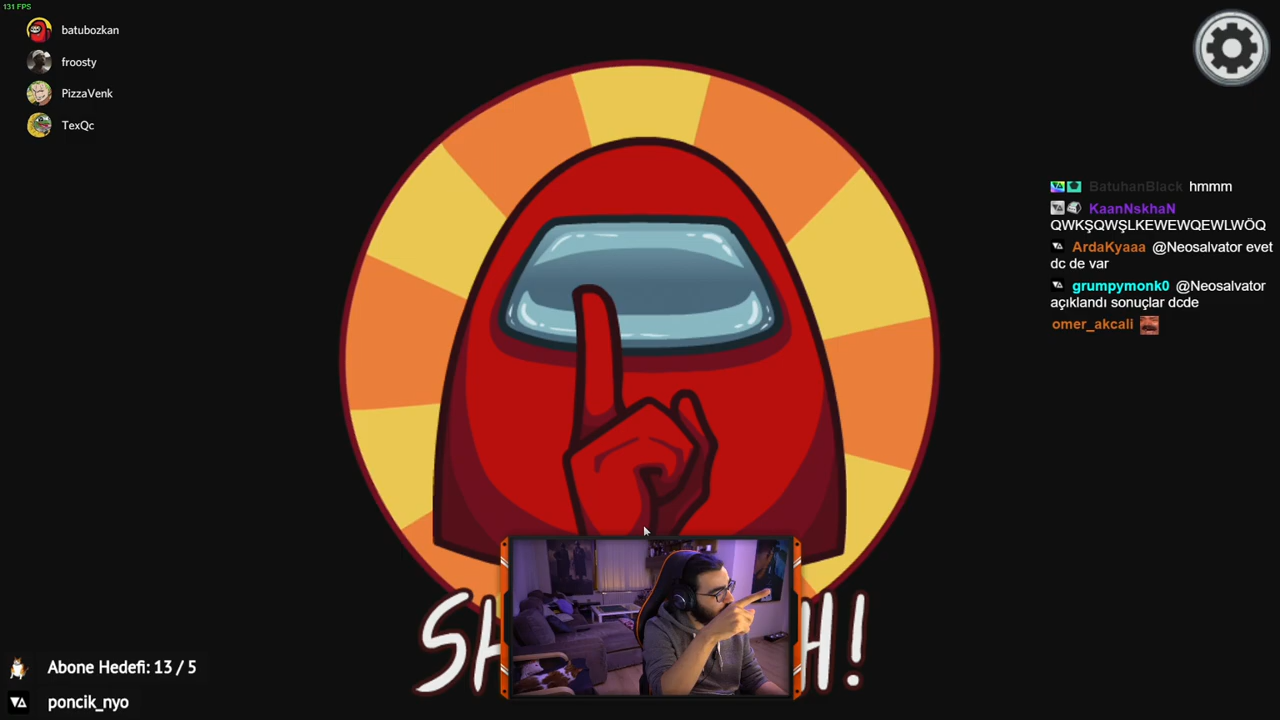 131 FPS
batubozkan
froosty
PizzaVenk
TexQc
BatuhanBlack hmmm
KaanNskhaN
QWKŞQWŞLKEWEWQEWLWÖQ
ArdaKyaaa @Neosalvator evet
dc de var
grumpymonk0 @Neosalvator
açıklandı sonuçlar dcde
omer_akcali
SH H!
Abone Hedefi: 13 / 5
poncik_nyo